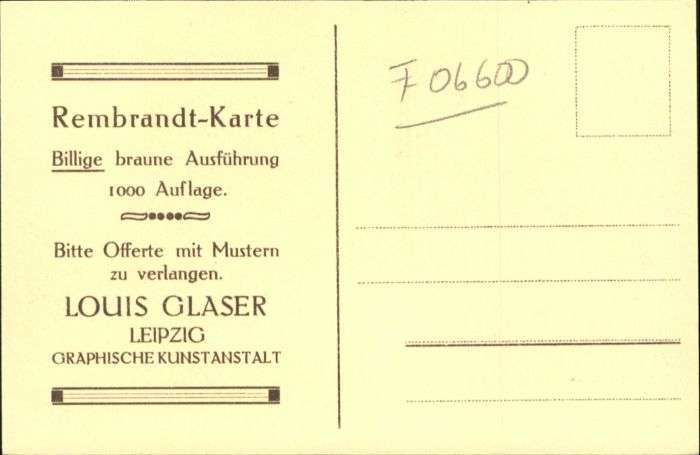 Rembrandt-Karte
Billige braune Ausführung
1000 Auflage.
Bitte Offerte mit Mustern
zu verlangen.
LOUIS GLASER
LEIPZIG
GRAPHISCHE KUNSTANSTALT
F 06600